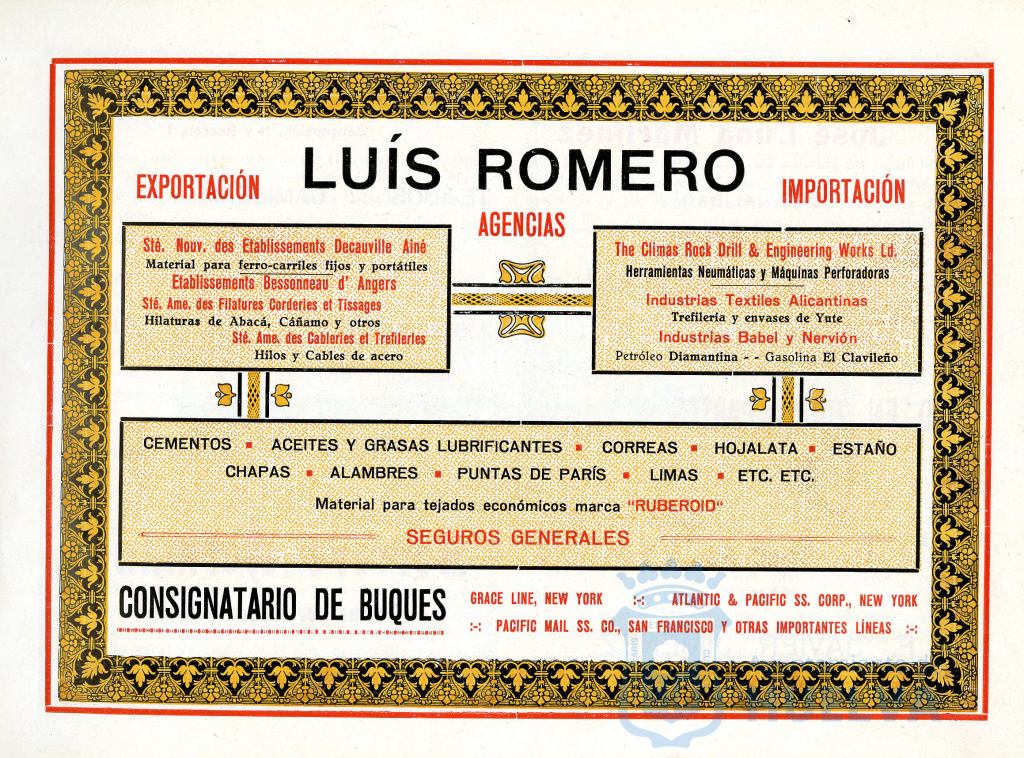 LUÍS ROMERO
EXPORTACIÓN
IMPORTACIÓN
AGENCIAS
Sté. Nouv. des Etablissements Decauville Ainé
Material para ferro-carriles fijos y portátiles
Etablissements Bessonneau d' Angers
Sté. Ame. des Filatures Corderies et Tissages
Hilaturas de Abacá, Cáñamo y otros
Sté. Ame. des Cableries et Trefileries
Hilos y Cables de acero
The Climas Rock Drill & Engineering Works Ld.
Herramientas Neumáticas y Máquinas Perforadoras
Industrias Textiles Alicantinas
Trefilería y envases de Yute
Industrias Babel y Nervión
Petróleo Diamantina - - Gasolina El Clavileño
CEMENTOS ▪ ACEITES Y GRASAS LUBRIFICANTES ▪ CORREAS ▪ HOJALATA ▪ ESTAÑO
CHAPAS ▪ ALAMBRES ▪ PUNTAS DE PARÍS ▪ LIMAS ▪ ETC. ETC.
Material para tejados económicos marca "RUBEROID"
SEGUROS GENERALES
CONSIGNATARIO DE BUQUES
GRACE LINE, NEW YORK :-: ATLANTIC & PACIFIC SS. CORP., NEW YORK
:-: PACIFIC MAIL SS. CO., SAN FRANCISCO Y OTRAS IMPORTANTES LÍNEAS :-:
HUELVA